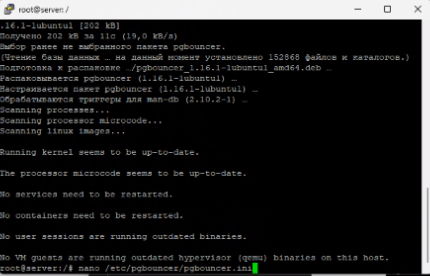 root@server: /
.16.1-1ubuntu1 [202 kB]
Получено 202 kB за 11с (19,0 kB/s)
Выбор ранее не выбранного пакета pgbouncer.
(Чтение базы данных … на данный момент установлено 152868 файлов и каталогов.)
Подготовка к распаковке …/pgbouncer_1.16.1-1ubuntu1_amd64.deb …
Распаковывается pgbouncer (1.16.1-1ubuntu1) …
Настраивается пакет pgbouncer (1.16.1-1ubuntu1) …
Обрабатываются триггеры для man-db (2.10.2-1) …
Scanning processes...
Scanning processor microcode...
Scanning linux images...
Running kernel seems to be up-to-date.
The processor microcode seems to be up-to-date.
No services need to be restarted.
No containers need to be restarted.
No user sessions are running outdated binaries.
No VM guests are running outdated hypervisor (qemu) binaries on this host.
root@server:/# nano /etc/pgbouncer/pgbouncer.ini